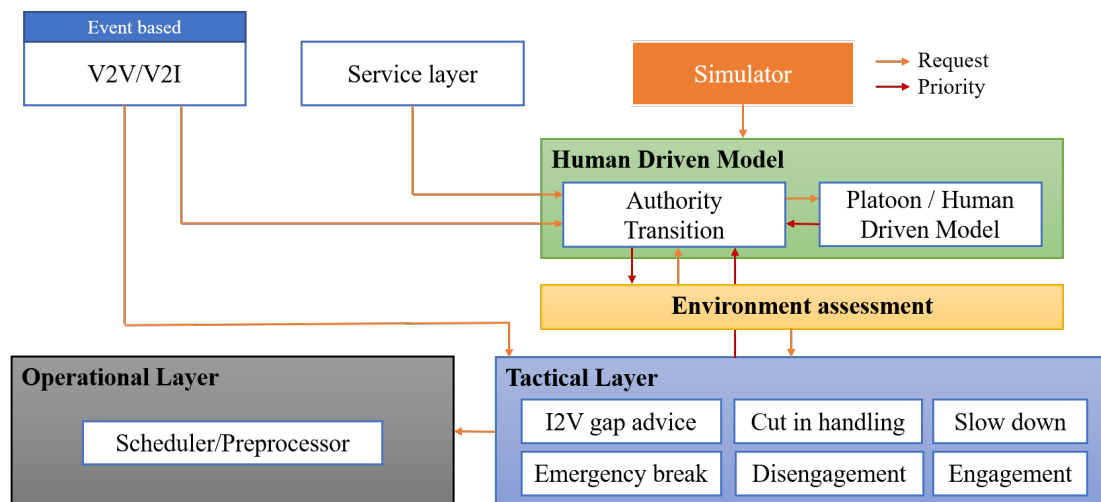 Event based
V2V/V2I
Service layer
Simulator
Request
Priority
Human Driven Model
Authority
Transition
Platoon / Human
Driven Model
Environment assessment
Operational Layer
Scheduler/Preprocessor
Tactical Layer
I2V gap advice
Cut in handling
Slow down
Emergency break
Disengagement
Engagement